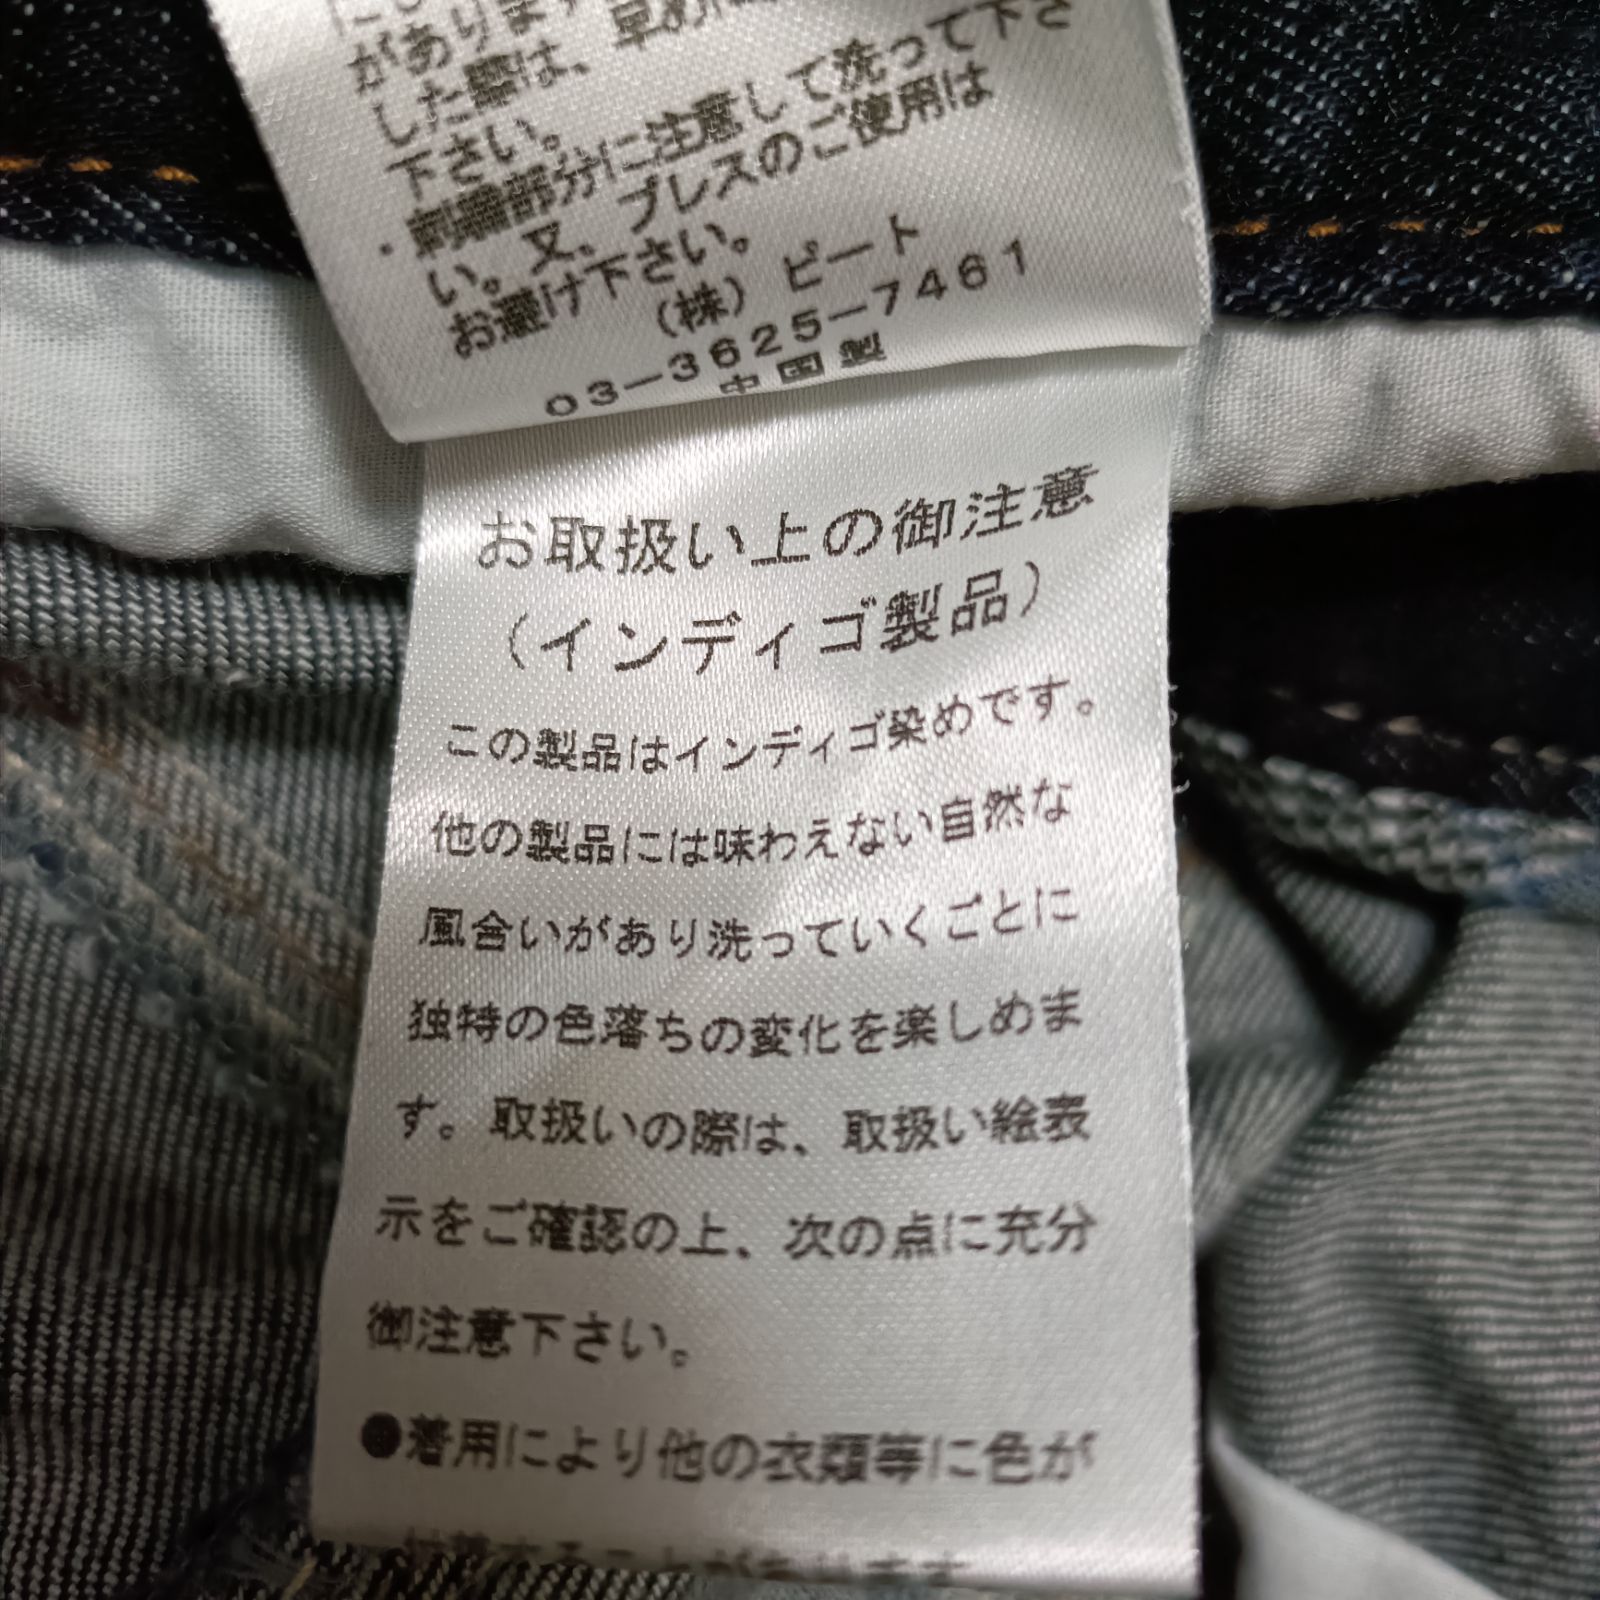 がありま
した際は、早め
下さい。
・刺繍部分に注意して洗って下さ
い。又、プレスのご使用は
お避け下さい。
(株) ピート
03-3625-7461
中国製
お取扱い上の御注意
(インディゴ製品)
この製品はインディゴ染めです。
他の製品には味わえない自然な
風合いがあり洗っていくごとに
独特の色落ちの変化を楽しめま
す。取扱いの際は、取扱い絵表
示をご確認の上、次の点に充分
御注意下さい。
●着用により他の衣類等に色が